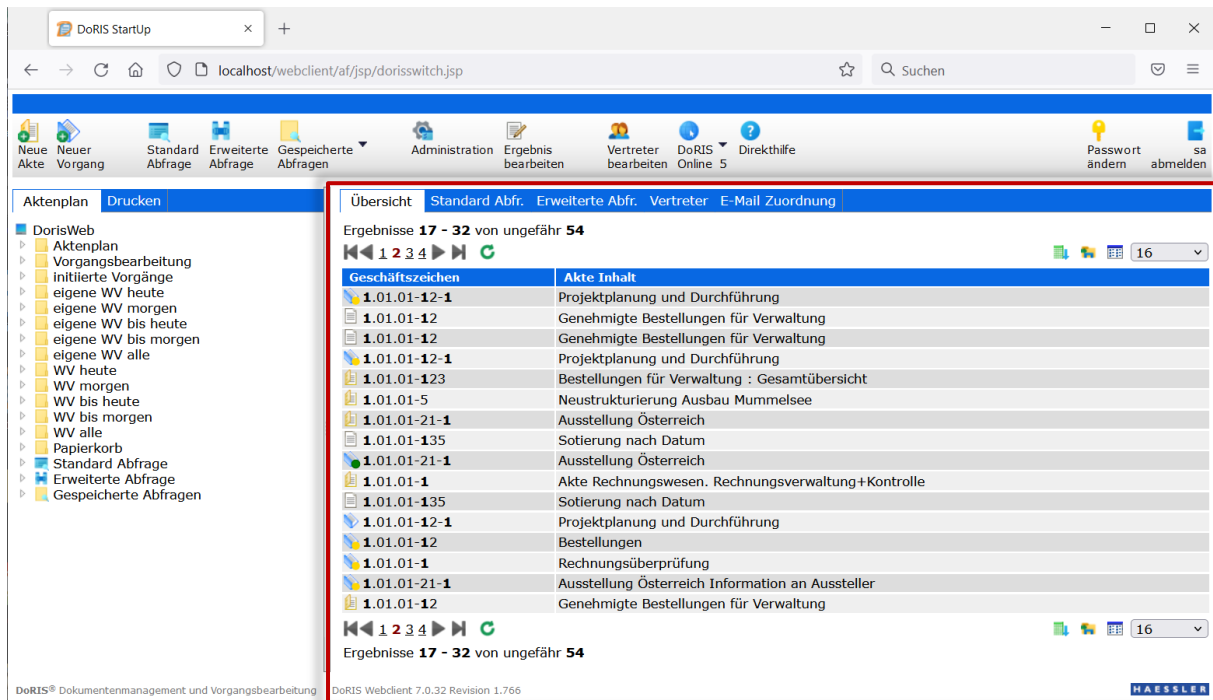 DoRIS StartUp
localhost/webclient/af/jsp/dorisswitch.jsp
Suchen
Neue Akte
Neuer Vorgang
Standard Abfrage
Erweiterte Abfrage
Gespeicherte Abfragen
Administration
Ergebnis bearbeiten
Vertreter bearbeiten
DoRIS Online 5
Direkthilfe
Passwort ändern
sa abmelden
Aktenplan Drucken
DorisWeb
Aktenplan
Vorgangsbearbeitung
initiierte Vorgänge
eigene WV heute
eigene WV morgen
eigene WV bis heute
eigene WV bis morgen
eigene WV alle
WV heute
WV morgen
WV bis heute
WV bis morgen
WV alle
Papierkorb
Standard Abfrage
Erweiterte Abfrage
Gespeicherte Abfragen
Übersicht Standard Abfr. Erweiterte Abfr. Vertreter E-Mail Zuordnung
Ergebnisse 17 - 32 von ungefähr 54
1 2 3 4 16
Geschäftszeichen Akte Inhalt
1.01.01-12-1 Projektplanung und Durchführung
1.01.01-12 Genehmigte Bestellungen für Verwaltung
1.01.01-12 Genehmigte Bestellungen für Verwaltung
1.01.01-12-1 Projektplanung und Durchführung
1.01.01-123 Bestellungen für Verwaltung : Gesamtübersicht
1.01.01-5 Neustrukturierung Ausbau Mummelsee
1.01.01-21-1 Ausstellung Österreich
1.01.01-135 Sotierung nach Datum
1.01.01-21-1 Ausstellung Österreich
1.01.01-1 Akte Rechnungswesen. Rechnungsverwaltung+Kontrolle
1.01.01-135 Sotierung nach Datum
1.01.01-12-1 Projektplanung und Durchführung
1.01.01-12 Bestellungen
1.01.01-1 Rechnungsüberprüfung
1.01.01-21-1 Ausstellung Österreich Information an Aussteller
1.01.01-12 Genehmigte Bestellungen für Verwaltung
1 2 3 4 16
Ergebnisse 17 - 32 von ungefähr 54
DoRIS® Dokumentenmanagement und Vorgangsbearbeitung
DoRIS Webclient 7.0.32 Revision 1.766
HAESSLER